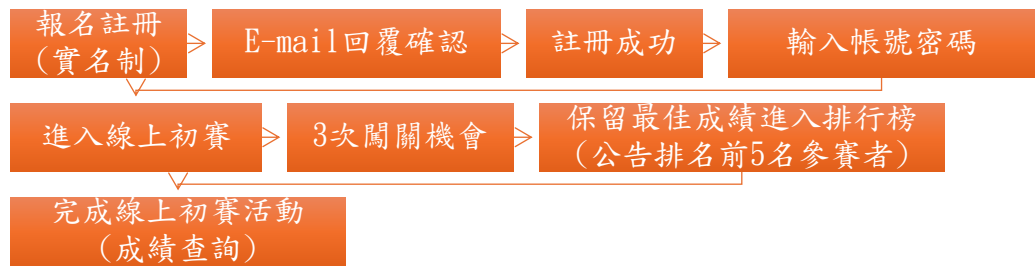 報名註冊
(實名制)
E-mail回覆確認
註冊成功
輸入帳號密碼
進入線上初賽
3次闖關機會
保留最佳成績進入排行榜
(公告排名前5名參賽者)
完成線上初賽活動
(成績查詢)